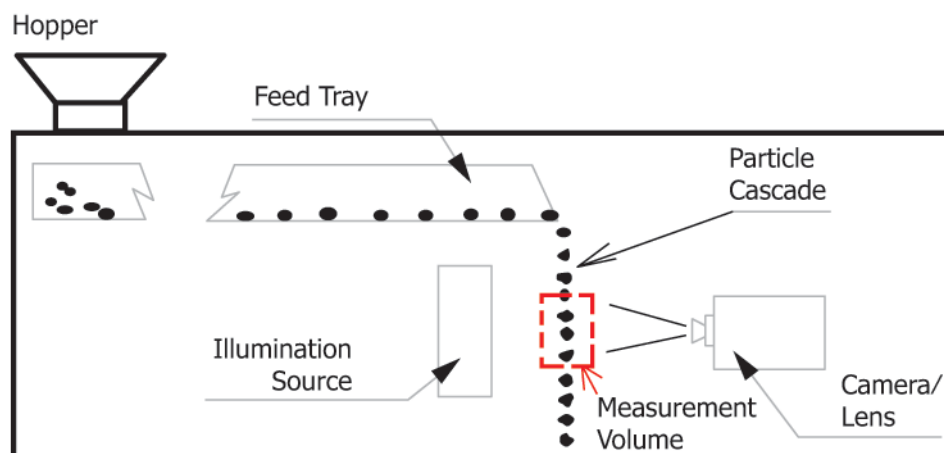 Hopper
Feed Tray
Particle
Cascade
Illumination
Source
Measurement
Volume
Camera/
Lens